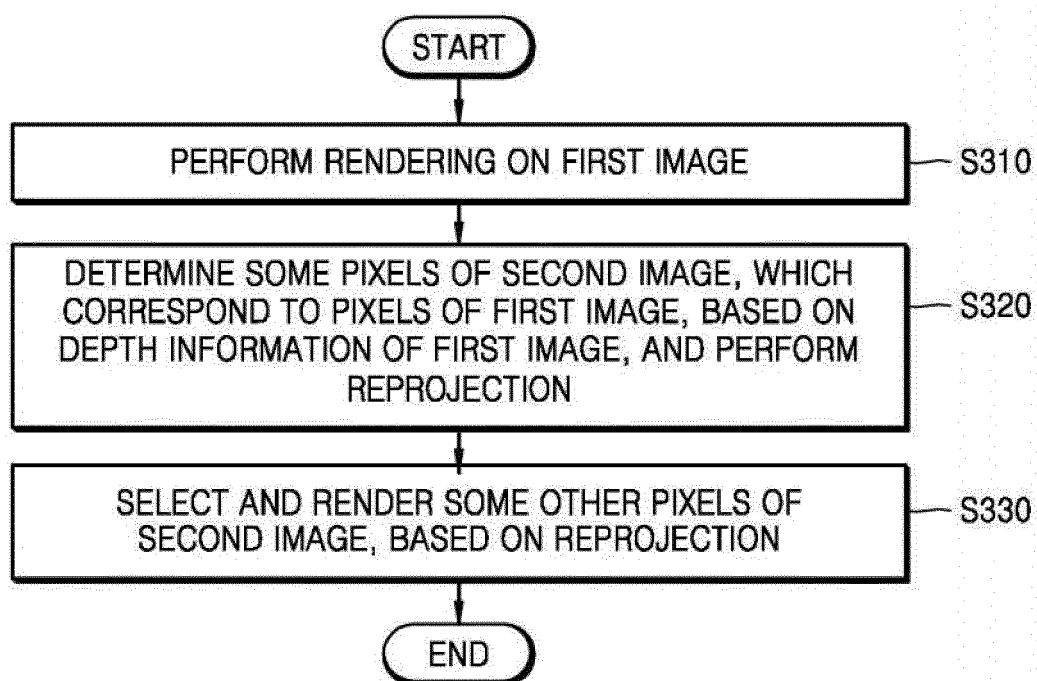 START
PERFORM RENDERING ON FIRST IMAGE
S310
DETERMINE SOME PIXELS OF SECOND IMAGE, WHICH
CORRESPOND TO PIXELS OF FIRST IMAGE, BASED ON
DEPTH INFORMATION OF FIRST IMAGE, AND PERFORM
REPROJECTION
S320
SELECT AND RENDER SOME OTHER PIXELS OF
SECOND IMAGE, BASED ON REPROJECTION
S330
END